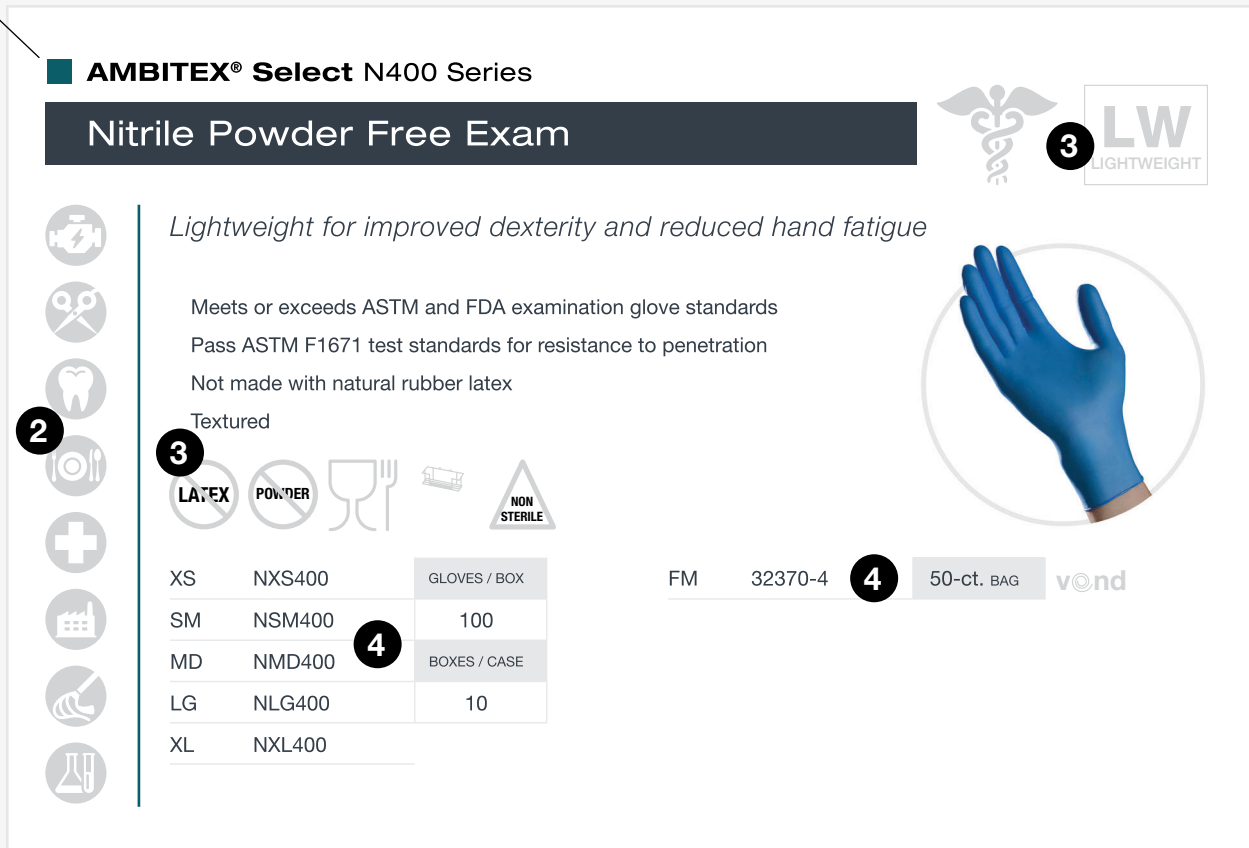 AMBITEX® Select N400 Series
Nitrile Powder Free Exam
3
LW
LIGHTWEIGHT
Lightweight for improved dexterity and reduced hand fatigue
Meets or exceeds ASTM and FDA examination glove standards
Pass ASTM F1671 test standards for resistance to penetration
Not made with natural rubber latex
Textured
2
3
LATEX
POWDER
NON
STERILE
XS NXS400 GLOVES / BOX
SM NSM400 100
4
MD NMD400 BOXES / CASE
LG NLG400 10
XL NXL400
FM 32370-4 4 50-ct. BAG vend